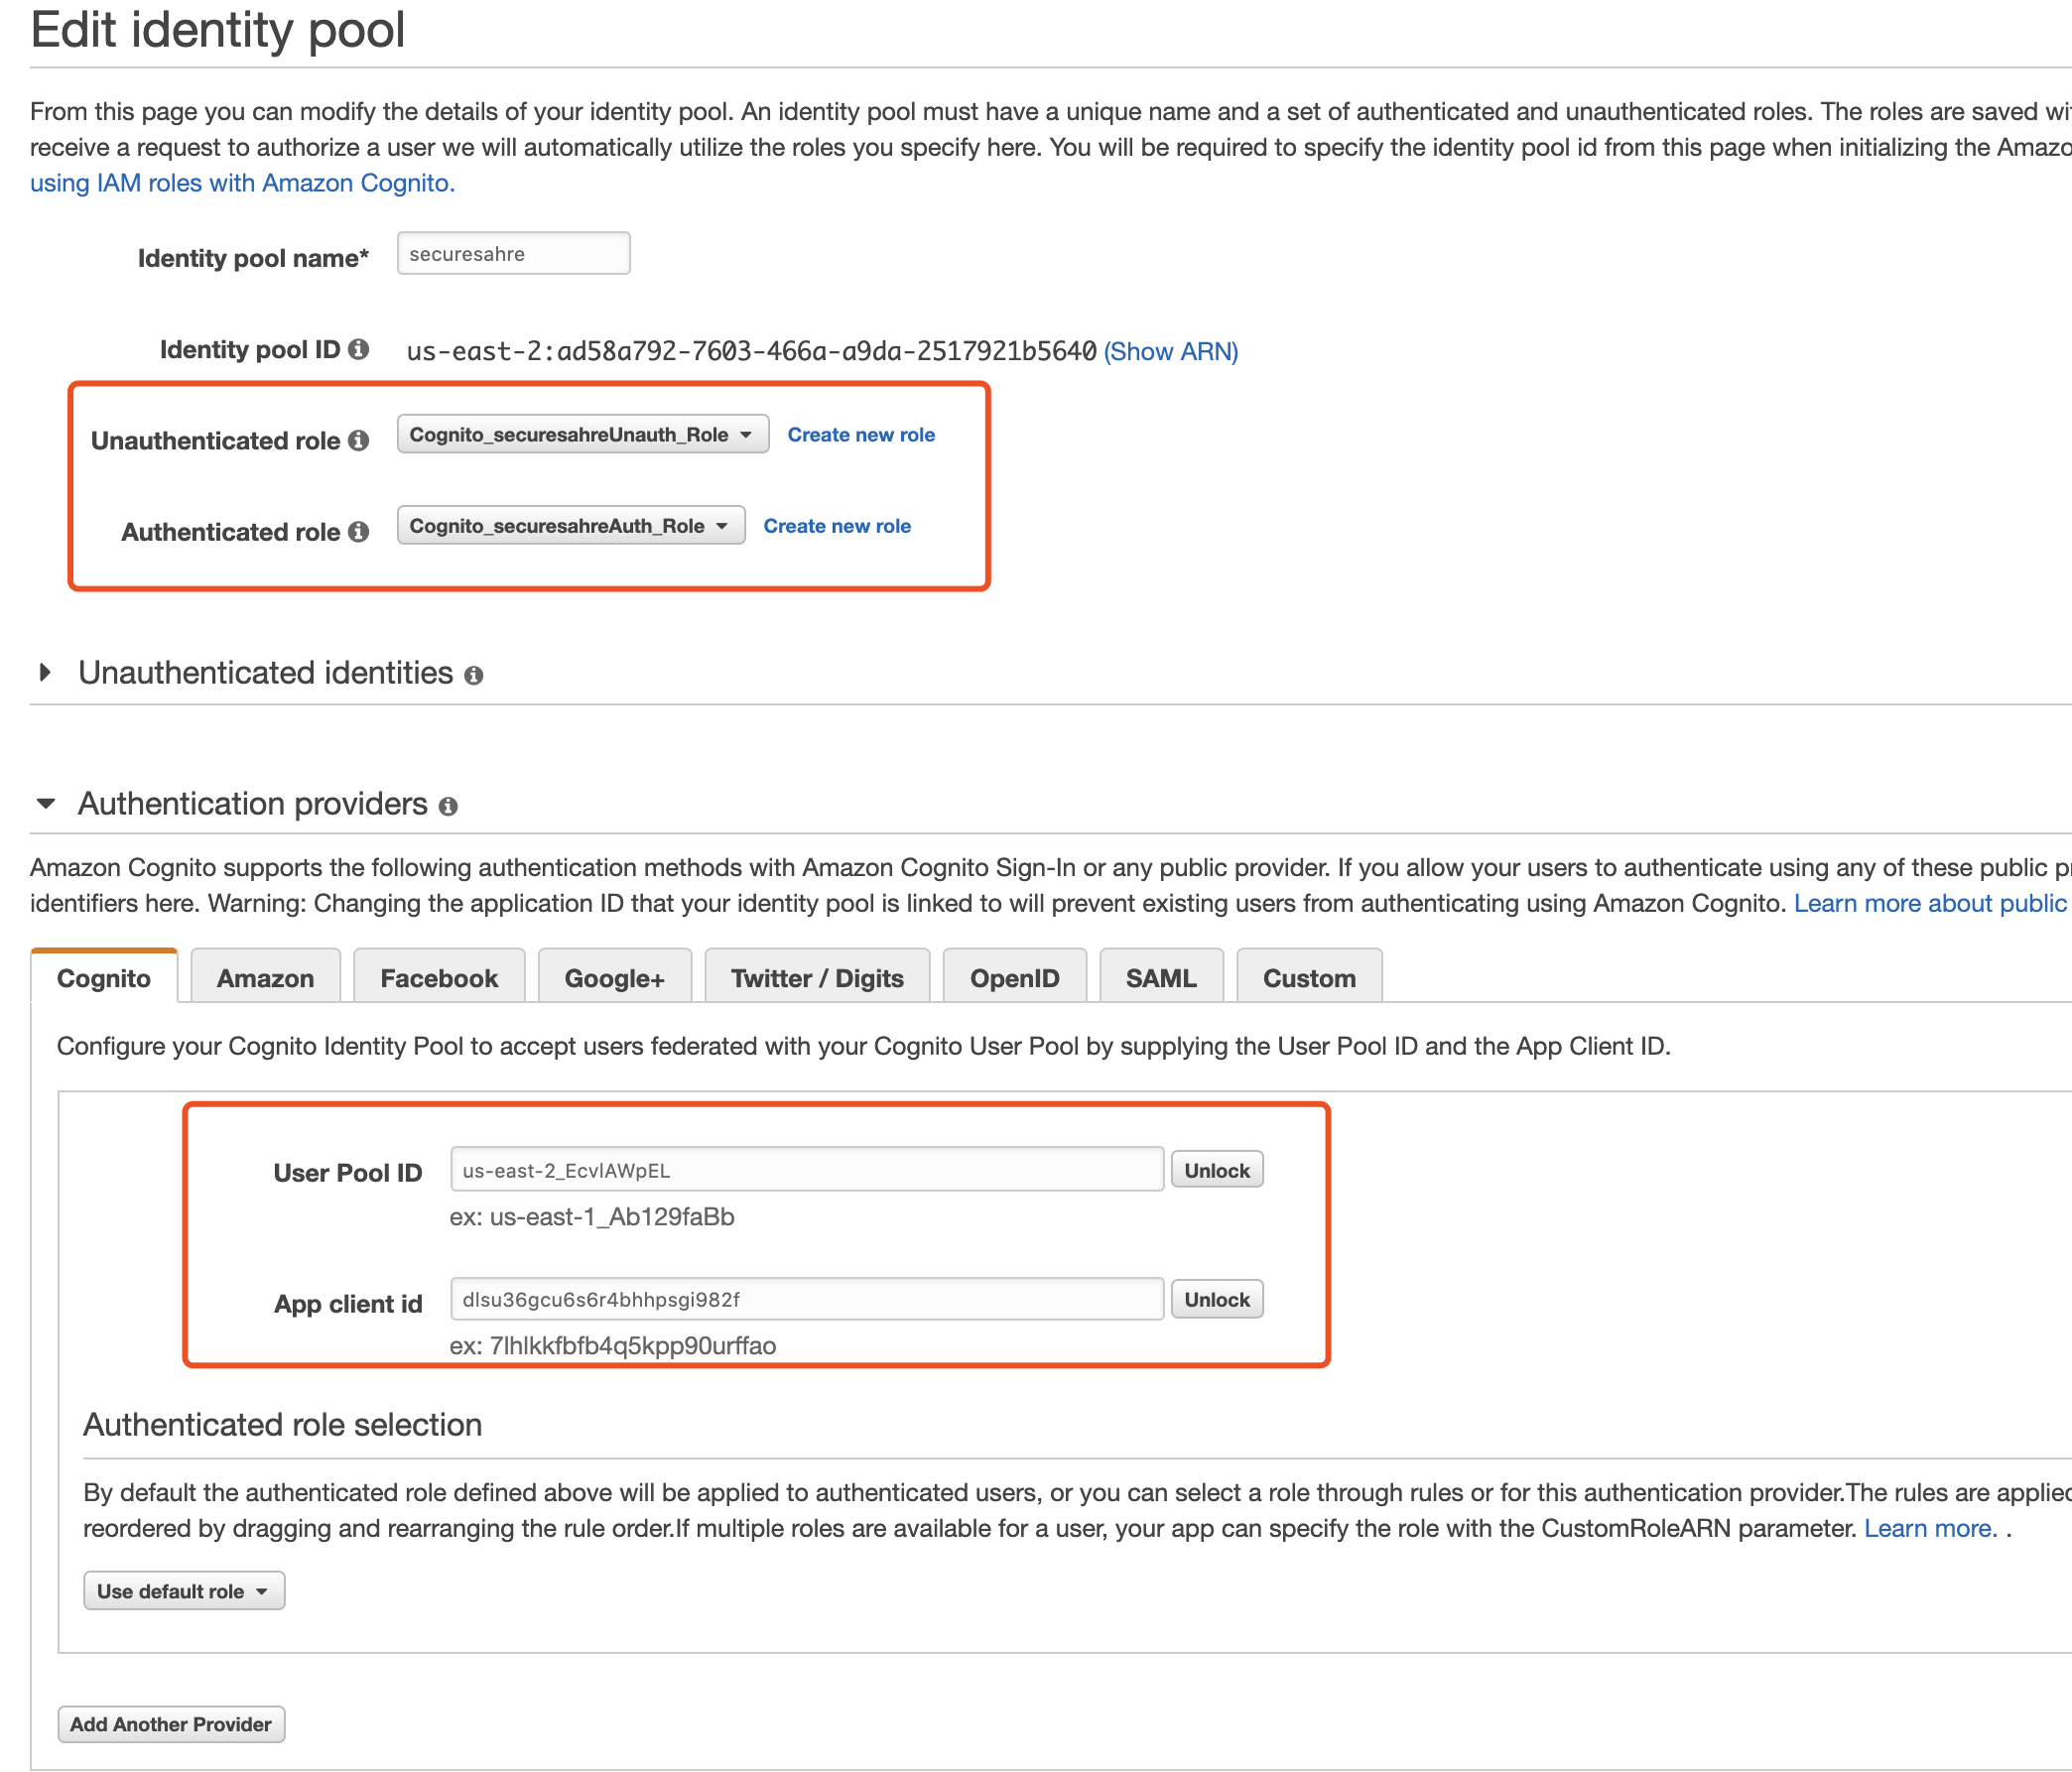 Edit identity pool
From this page you can modify the details of your identity pool. An identity pool must have a unique name and a set of authenticated and unauthenticated roles. The roles are saved
receive a request to authorize a user we will automatically utilize the roles you specify here. You will be required to specify the identity pool id from this page when initializing the
using IAM roles with Amazon Cognito.
Identity pool name* securesahre
Identity pool ID us-east-2:ad58a792-7603-466a-a9da-2517921b5640 (Show ARN)
Unauthenticated role Cognito_securesahreUnauth_Role Create new role
Authenticated role Cognito_securesahreAuth_Role Create new role
Unauthenticated identities
Authentication providers
Amazon Cognito supports the following authentication methods with Amazon Cognito Sign-In or any public provider. If you allow your users to authenticate using any of these public
identifiers here. Warning: Changing the application ID that your identity pool is linked to will prevent existing users from authenticating using Amazon Cognito. Learn more about public
Cognito Amazon Facebook Google+ Twitter / Digits OpenID SAML Custom
Configure your Cognito Identity Pool to accept users federated with your Cognito User Pool by supplying the User Pool ID and the App Client ID.
User Pool ID us-east-2_EcvlAWpEL Unlock
ex: us-east-1_Ab129faBb
App client id dlsu36gcu6s6r4bhhpsgi982f Unlock
ex: 7lhlkkfbfb4q5kpp90urffao
Authenticated role selection
By default the authenticated role defined above will be applied to authenticated users, or you can select a role through rules or for this authentication provider.The rules are applied
reordered by dragging and rearranging the rule order.If multiple roles are available for a user, your app can specify the role with the CustomRoleARN parameter. Learn more. .
Use default role
Add Another Provider